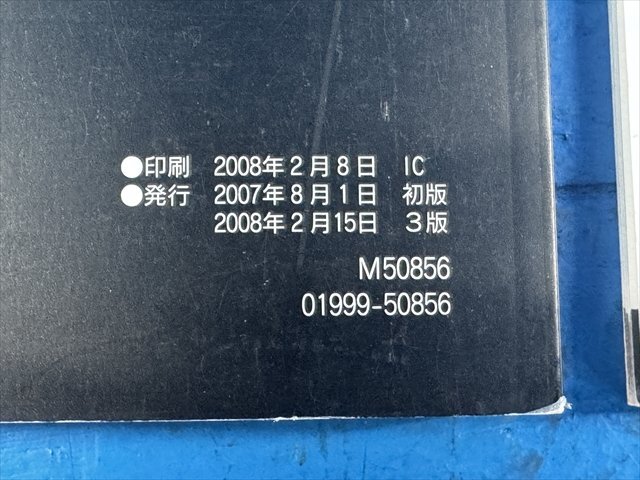 ●印刷 2008年2月8日 IC
●発行 2007年8月1日 初版
2008年2月15日 3版
M50856
01999-50856